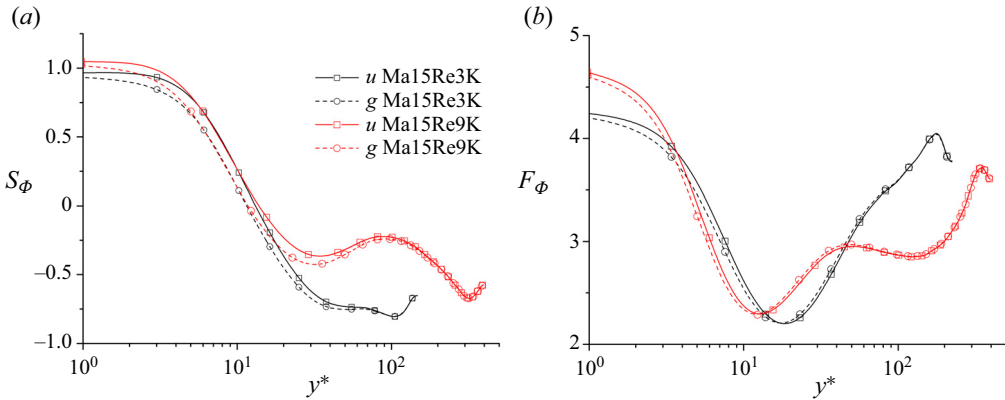 (a)
1.0
0.5
0
–0.5
–1.0
S_Φ
10^0
10^1
10^2
y*
u Ma15Re3K
g Ma15Re3K
u Ma15Re9K
g Ma15Re9K
(b)
5
4
3
2
F_Φ
10^0
10^1
10^2
y*